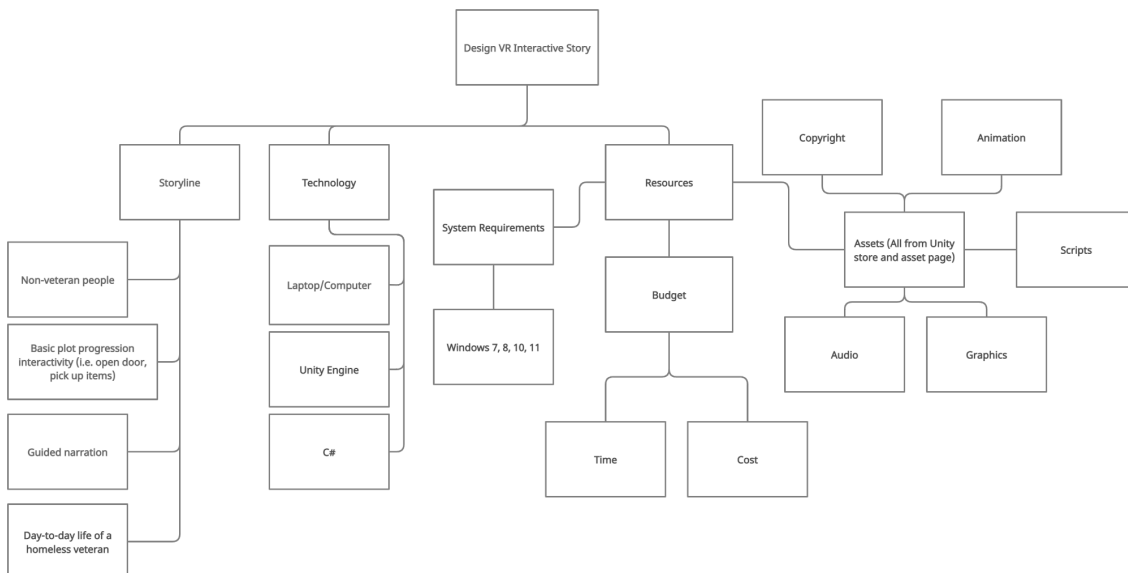 Design VR Interactive Story
Copyright
Animation
Storyline
Technology
Resources
System Requirements
Assets (All from Unity
store and asset page)
Scripts
Non-veteran people
Laptop/Computer
Budget
Basic plot progression
interactivity (i.e. open door,
pick up items)
Unity Engine
Windows 7, 8, 10, 11
Audio
Graphics
Guided narration
C#
Time
Cost
Day-to-day life of a
homeless veteran